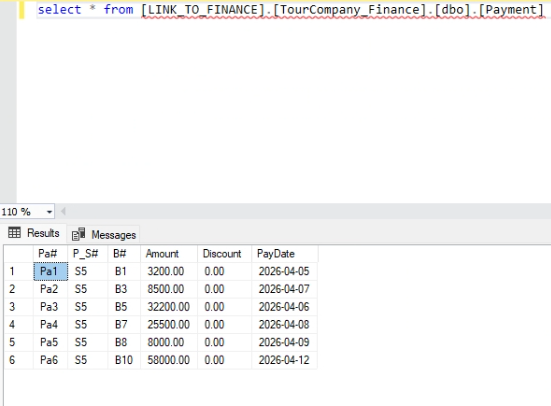 select * from [LINK_TO_FINANCE].[TourCompany_Finance].[dbo].[Payment]
110 %
Results Messages
Pa# P_S# B# Amount Discount PayDate
1 Pa1 S5 B1 3200.00 0.00 2026-04-05
2 Pa2 S5 B3 8500.00 0.00 2026-04-07
3 Pa3 S5 B5 32200.00 0.00 2026-04-06
4 Pa4 S5 B7 25500.00 0.00 2026-04-08
5 Pa5 S5 B8 8000.00 0.00 2026-04-09
6 Pa6 S5 B10 58000.00 0.00 2026-04-12